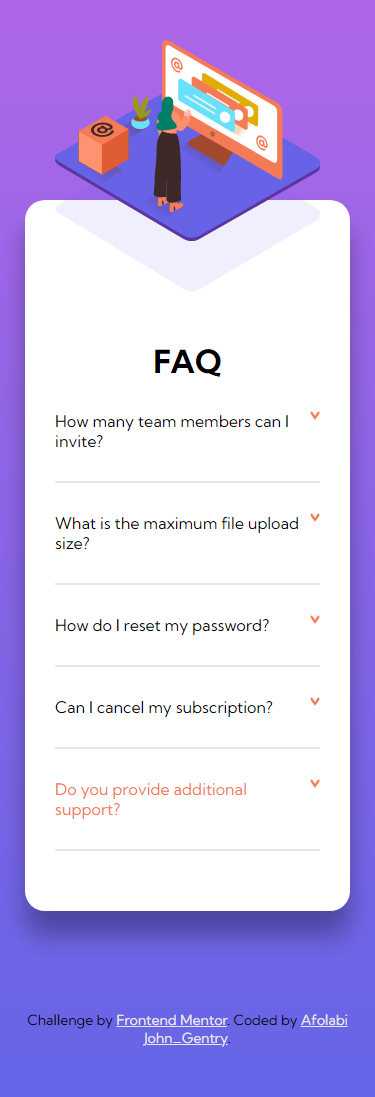 @
@
@
FAQ
How many team members can I
invite?
What is the maximum file upload
size?
How do I reset my password?
Can I cancel my subscription?
Do you provide additional
support?
Challenge by Frontend Mentor. Coded by Afolabi
John_Gentry.